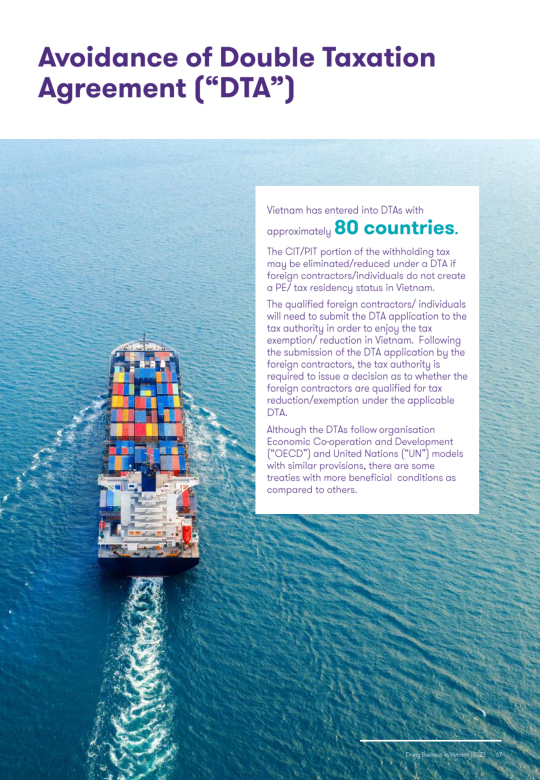 Avoidance of Double Taxation
Agreement (“DTA”)
Vietnam has entered into DTAs with
approximately 80 countries.
The CIT/PIT portion of the withholding tax
may be eliminated/reduced under a DTA if
foreign contractors/individuals do not create
a PE/ tax residency status in Vietnam.
The qualified foreign contractors/ individuals
will need to submit the DTA application to the
tax authority in order to enjoy the tax
exemption/ reduction in Vietnam. Following
the submission of the DTA application by the
foreign contractors, the tax authority is
required to issue a decision as to whether the
foreign contractors are qualified for tax
reduction/exemption under the applicable
DTA.
Although the DTAs follow organisation
Economic Co-operation and Development
(“OECD”) and United Nations (“UN”) models
with similar provisions, there are some
treaties with more beneficial conditions as
compared to others.
Doing Business in Vietnam